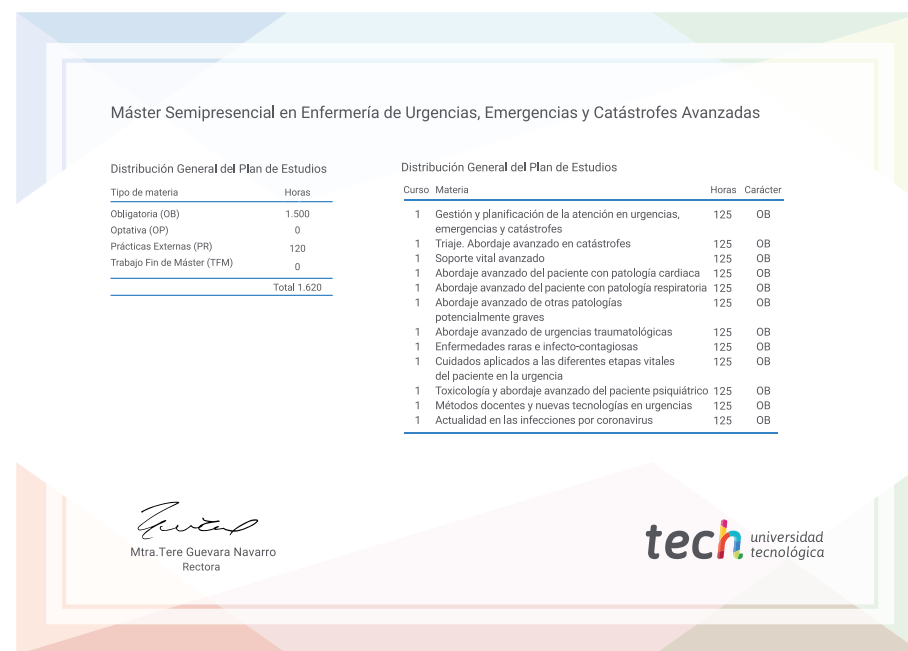 Máster Semipresencial en Enfermería de Urgencias, Emergencias y Catástrofes Avanzadas
Distribución General del Plan de Estudios
Tipo de materia Horas
Obligatoria (OB) 1.500
Optativa (OP) 0
Prácticas Externas (PR) 120
Trabajo Fin de Máster (TFM) 0
Total 1.620
Distribución General del Plan de Estudios
Curso Materia Horas Carácter
1 Gestión y planificación de la atención en urgencias, 125 OB
emergencias y catástrofes
1 Triaje. Abordaje avanzado en catástrofes 125 OB
1 Soporte vital avanzado 125 OB
1 Abordaje avanzado del paciente con patología cardiaca 125 OB
1 Abordaje avanzado del paciente con patología respiratoria 125 OB
1 Abordaje avanzado de otras patologías 125 OB
potencialmente graves
1 Abordaje avanzado de urgencias traumatológicas 125 OB
1 Enfermedades raras e infecto-contagiosas 125 OB
1 Cuidados aplicados a las diferentes etapas vitales 125 OB
del paciente en la urgencia
1 Toxicología y abordaje avanzado del paciente psiquiátrico 125 OB
1 Métodos docentes y nuevas tecnologías en urgencias 125 OB
1 Actualidad en las infecciones por coronavirus 125 OB
Mtra.Tere Guevara Navarro
Rectora
tech universidad
tecnológica